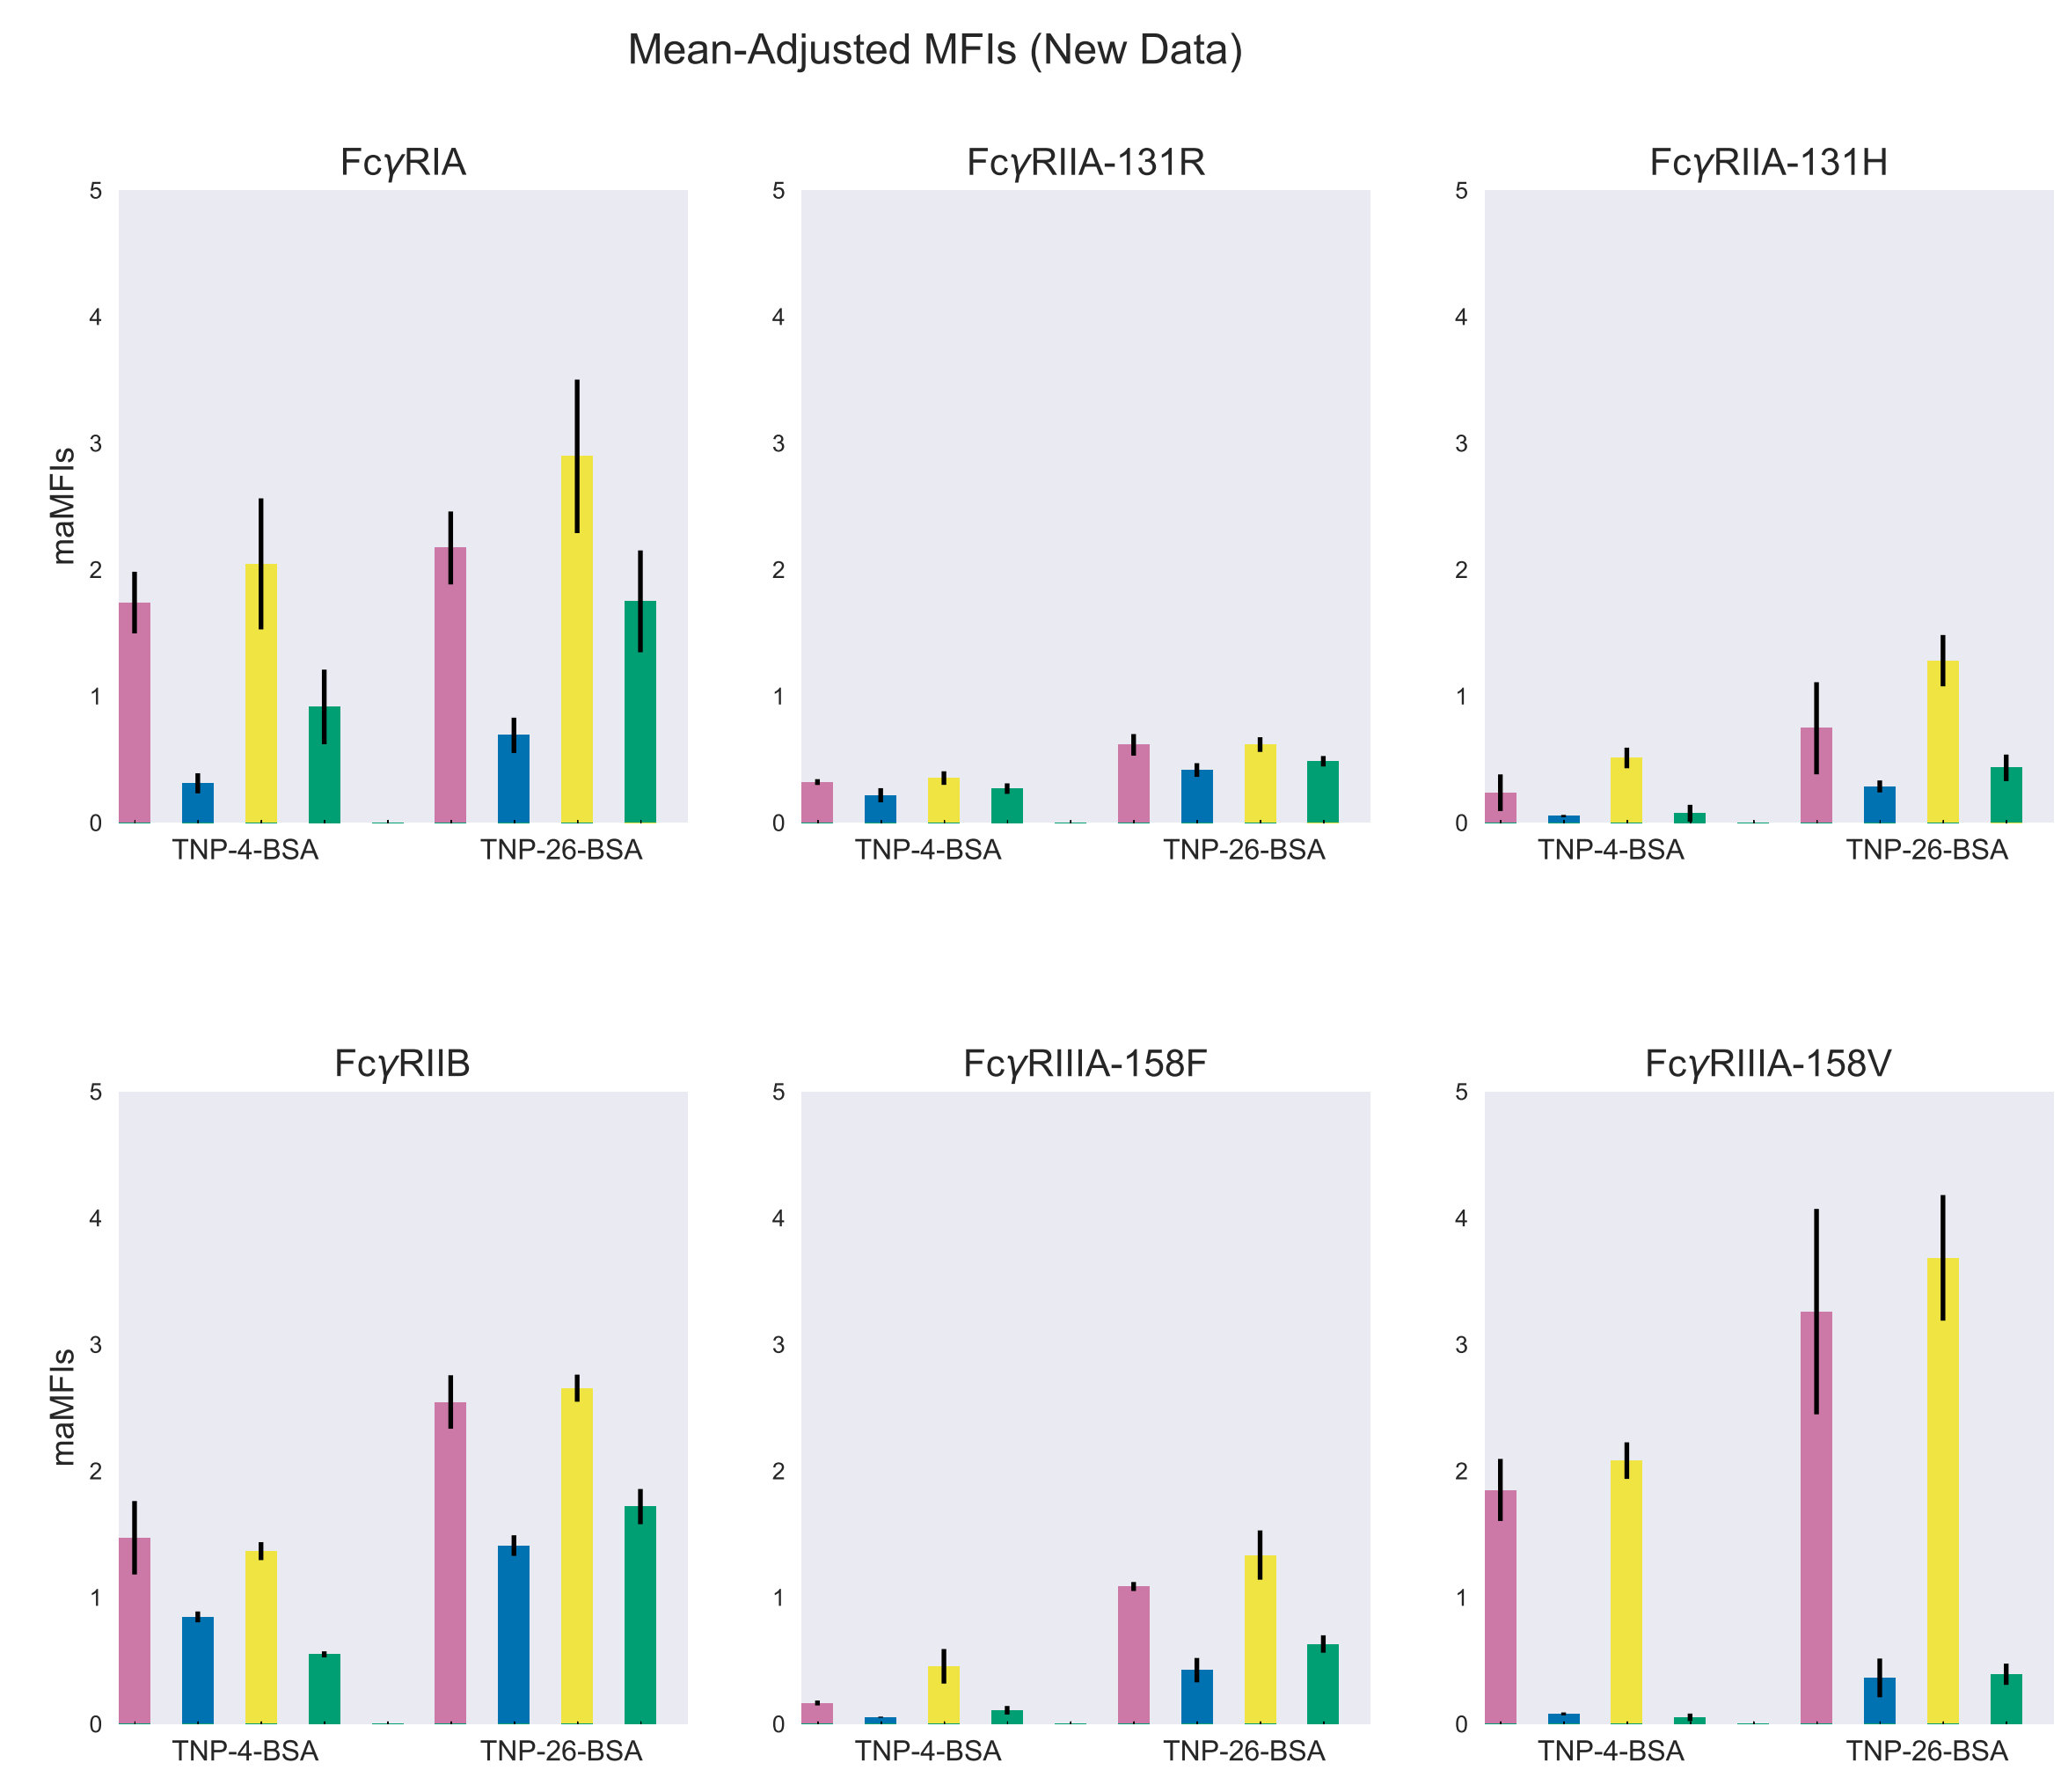 Mean-Adjusted MFIs (New Data)
FcγRIA
FcγRIIA-131R
FcγRIIA-131H
5
4
3
2
1
0
maMFIs
TNP-4-BSA
TNP-26-BSA
5
4
3
2
1
0
TNP-4-BSA
TNP-26-BSA
5
4
3
2
1
0
TNP-4-BSA
TNP-26-BSA
FcγRIIB
FcγRIIIA-158F
FcγRIIIA-158V
5
4
3
2
1
0
maMFIs
TNP-4-BSA
TNP-26-BSA
5
4
3
2
1
0
TNP-4-BSA
TNP-26-BSA
5
4
3
2
1
0
TNP-4-BSA
TNP-26-BSA